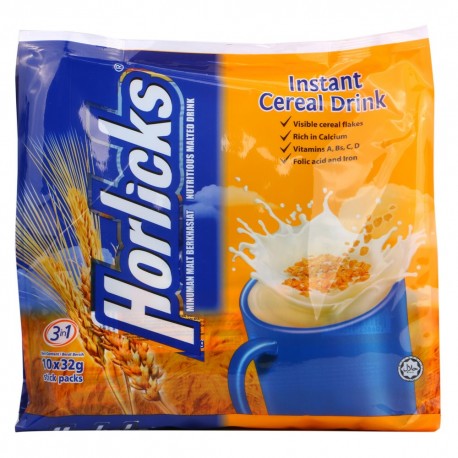 Horlicks®
MINUMAN MALT BERKHASIAT
NUTRITIOUS MALTED DRINK
Instant
Cereal Drink
✓ Visible cereal flakes
✓ Rich in Calcium
✓ Vitamins A, B₂, C, D
✓ Folic acid and Iron
3in1
10x32g
stick packs
Horlicks